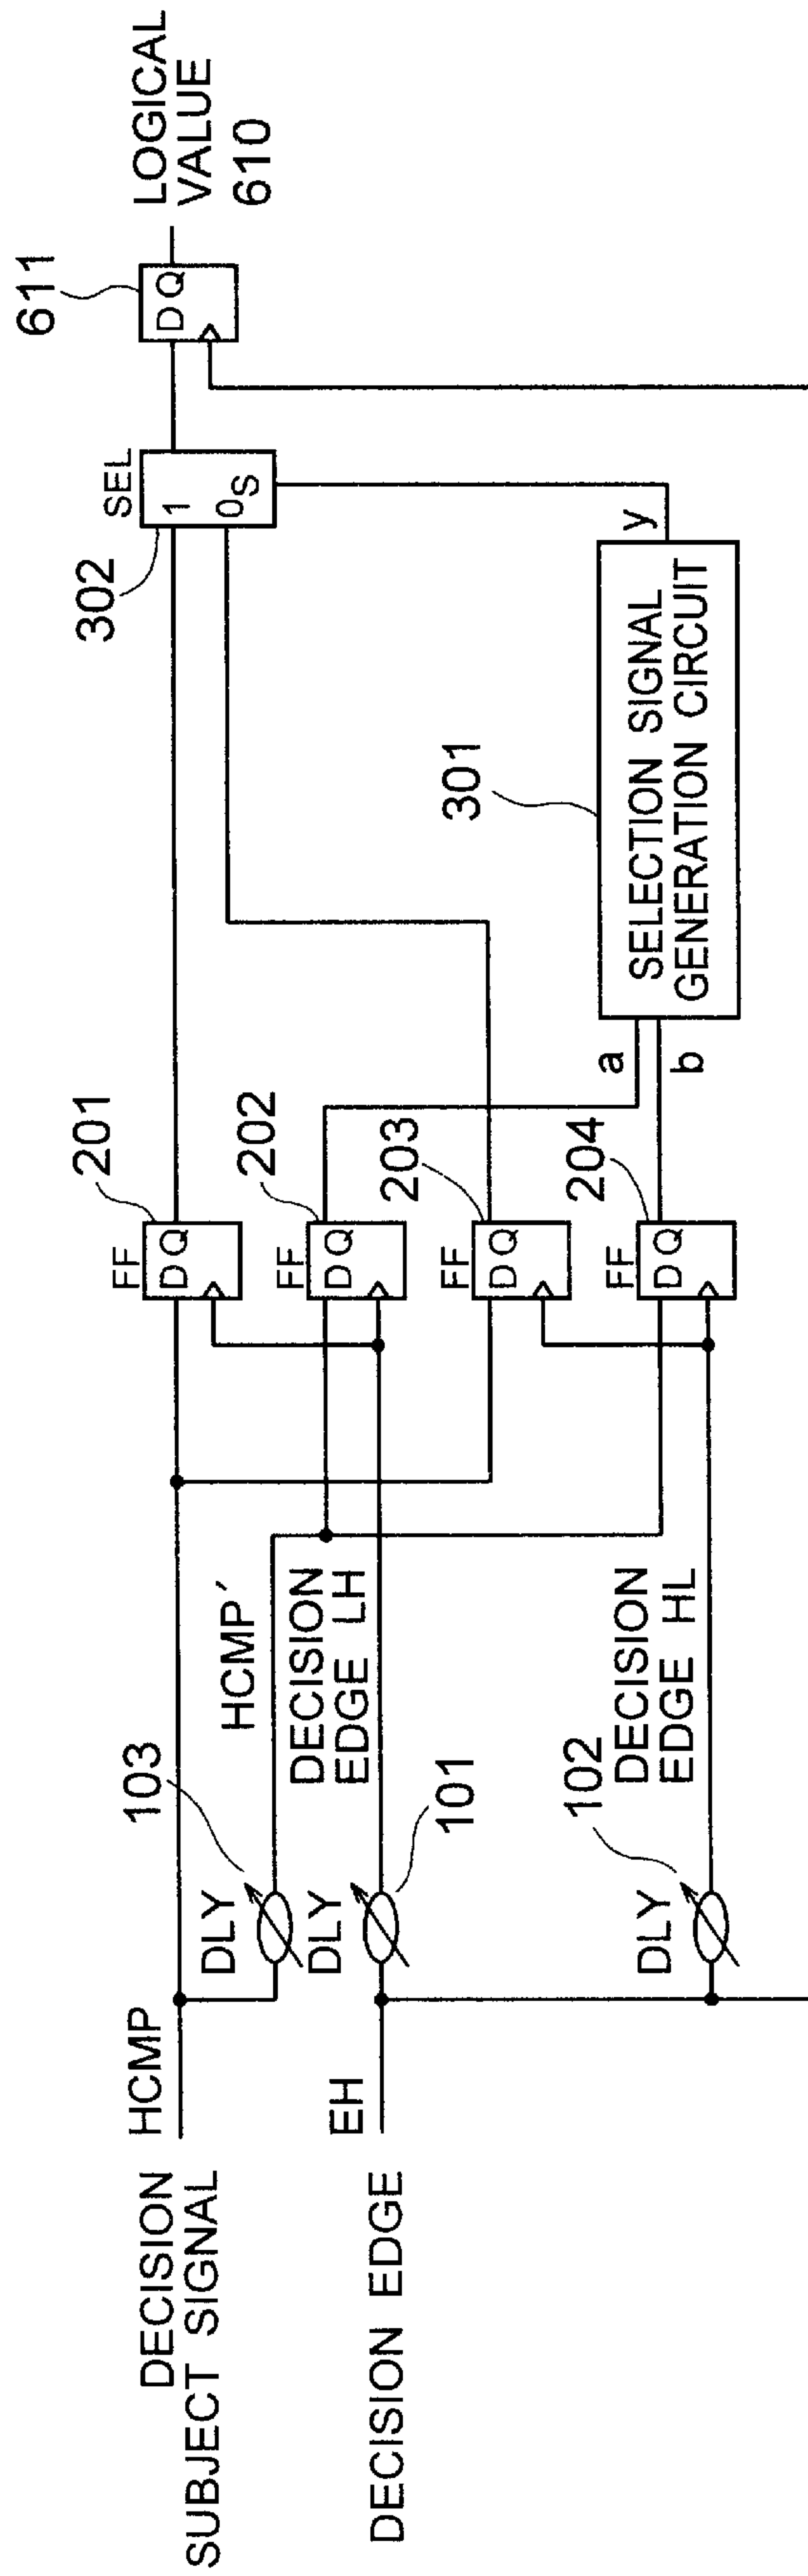 DECISION
SUBJECT SIGNAL
HCMP
DECISION EDGE
EH
DLY
103
HCMP′
DLY
101
DECISION
EDGE LH
DLY
102
DECISION
EDGE HL
FF
D Q
201
FF
D Q
202
FF
D Q
203
FF
D Q
204
a
b
SELECTION SIGNAL
GENERATION CIRCUIT
301
y
302
SEL
1
0
S
D Q
611
LOGICAL
VALUE
610